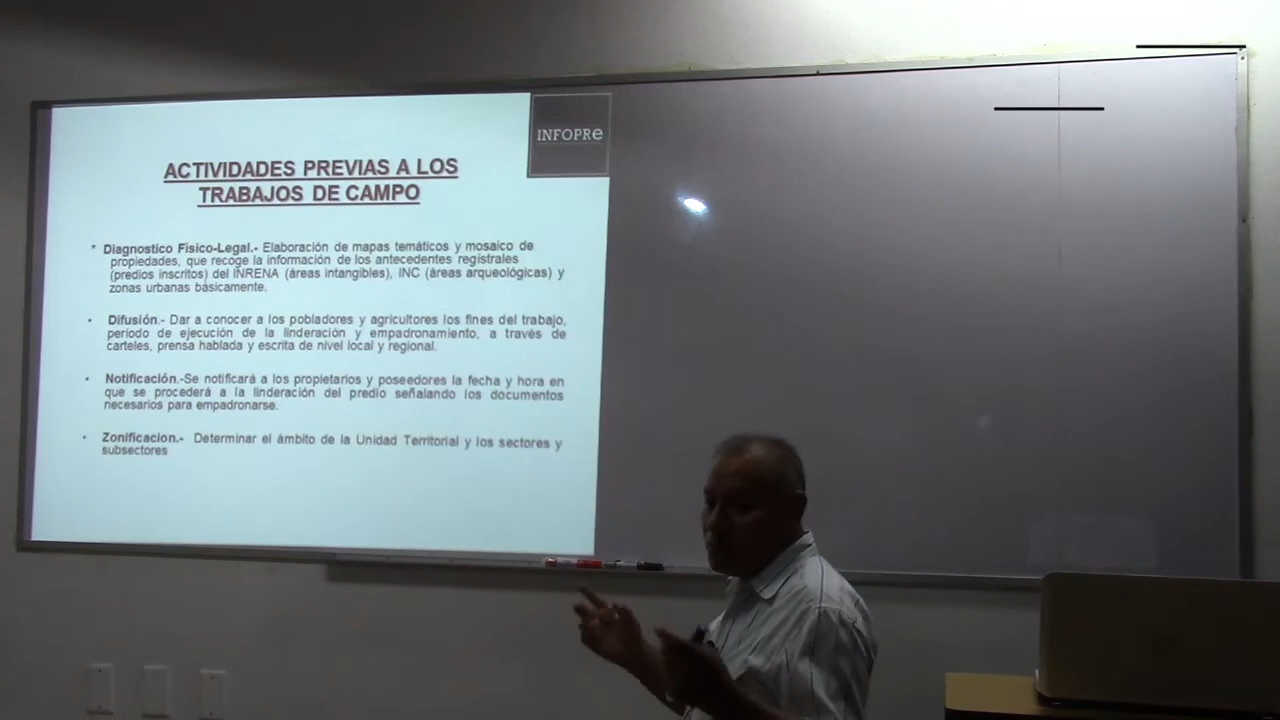 INFOPRe
ACTIVIDADES PREVIAS A LOS
TRABAJOS DE CAMPO
* Diagnostico Físico-Legal.- Elaboración de mapas temáticos y mosaico de
propiedades, que recoge la información de los antecedentes registrales
(predios inscritos) del INRENA (áreas intangibles), INC (áreas arqueológicas) y
zonas urbanas básicamente.
• Difusión.- Dar a conocer a los pobladores y agricultores los fines del trabajo,
período de ejecución de la linderación y empadronamiento, a través de
carteles, prensa hablada y escrita de nivel local y regional.
• Notificación.-Se notificará a los propietarios y poseedores la fecha y hora en
que se procederá a la linderación del predio señalando los documentos
necesarios para empadronarse.
• Zonificacion.- Determinar el ámbito de la Unidad Territorial y los sectores y
subsectores